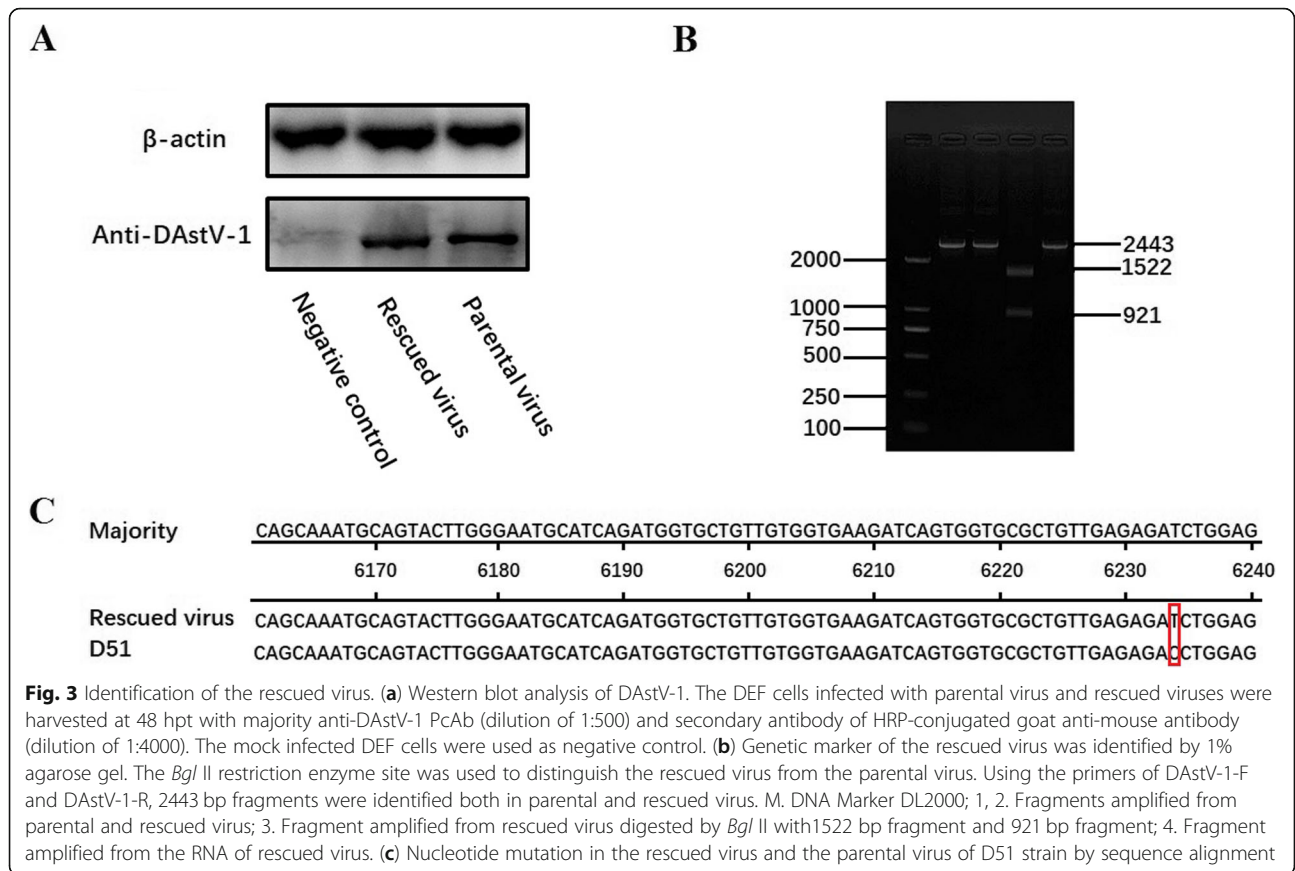 A
β-actin
Anti-DAstV-1
Negative control
Rescued virus
Parental virus
B
2000
1000
750
500
250
100
2443
1522
921
C
Majority CAGCAAATGCAGTACTTGGGAATGCATCAGATGGTGCTGTTGTGGTGAAGATCAGTGGTGCGCTGTTGAGAGATCTGGAG
6170 6180 6190 6200 6210 6220 6230 6240
Rescued virus CAGCAAATGCAGTACTTGGGAATGCATCAGATGGTGCTGTTGTGGTGAAGATCAGTGGTGCGCTGTTGAGAGATCTGGAG
D51 CAGCAAATGCAGTACTTGGGAATGCATCAGATGGTGCTGTTGTGGTGAAGATCAGTGGTGCGCTGTTGAGAGACCTGGAG
Fig. 3 Identification of the rescued virus. (a) Western blot analysis of DAstV-1. The DEF cells infected with parental virus and rescued viruses were
harvested at 48 hpt with majority anti-DAstV-1 PcAb (dilution of 1:500) and secondary antibody of HRP-conjugated goat anti-mouse antibody
(dilution of 1:4000). The mock infected DEF cells were used as negative control. (b) Genetic marker of the rescued virus was identified by 1%
agarose gel. The Bgl II restriction enzyme site was used to distinguish the rescued virus from the parental virus. Using the primers of DAstV-1-F
and DAstV-1-R, 2443 bp fragments were identified both in parental and rescued virus. M. DNA Marker DL2000; 1, 2. Fragments amplified from
parental and rescued virus; 3. Fragment amplified from rescued virus digested by Bgl II with1522 bp fragment and 921 bp fragment; 4. Fragment
amplified from the RNA of rescued virus. (c) Nucleotide mutation in the rescued virus and the parental virus of D51 strain by sequence alignment